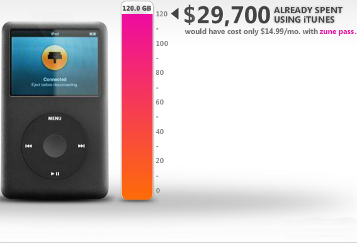 120.0 GB
$29,700 ALREADY SPENT
USING iTUNES
would have cost only $14.99/mo. with zune pass.
iPod
Connected
Eject before disconnecting.
MENU
120
100
80
60
40
20
0